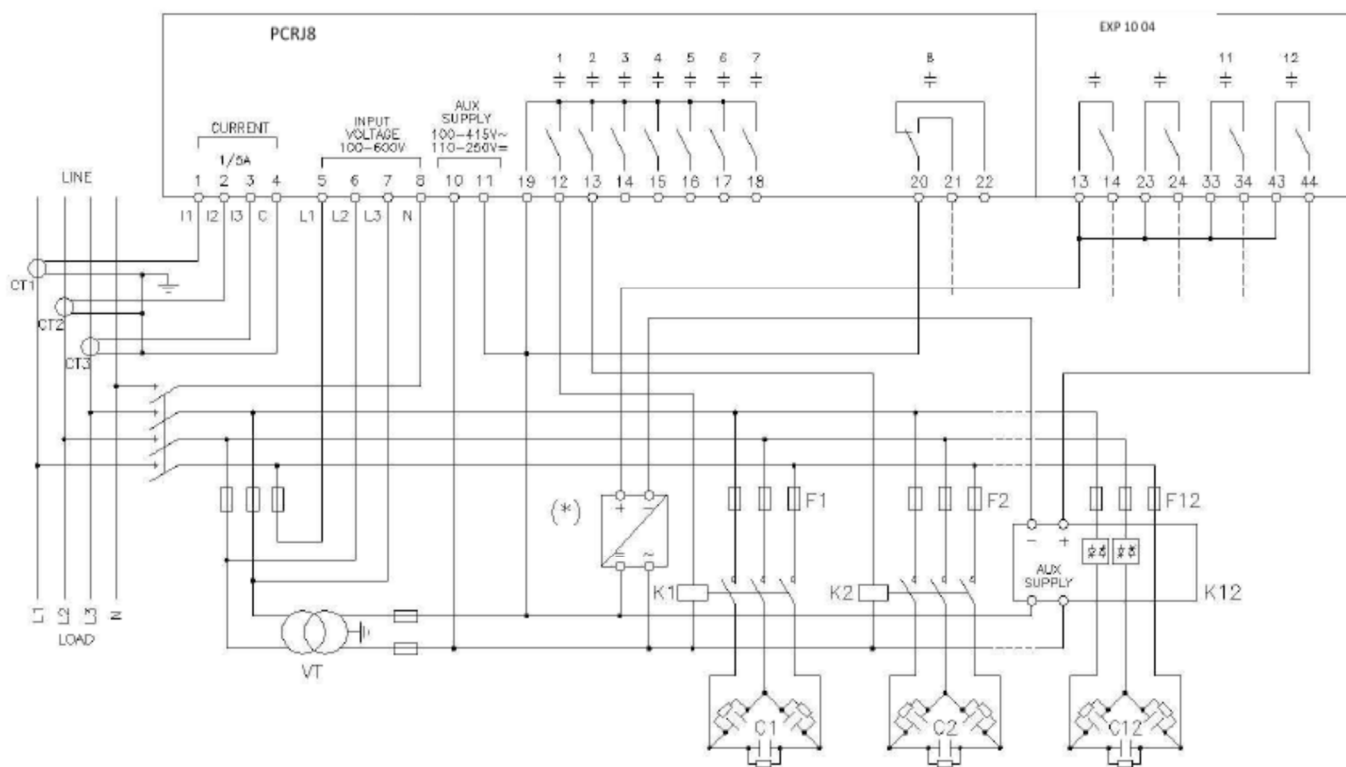 PCRJ8
EXP 10 04
1 2 3 4 5 6 7 8 11 12
CURRENT
1/5A
INPUT
VOLTAGE
100-600V
AUX
SUPPLY
100-415V~
110-250V=
LINE
1 2 3 4 5 6 7 8 10 11 19 12 13 14 15 16 17 18 20 21 22 13 14 23 24 33 34 43 44
I1 I2 I3 C L1 L2 L3 N
CT1
CT2
CT3
(*)
+ -
= ~
F1
F2
F12
- +
AUX
SUPPLY
K1
K2
K12
L1 L2 L3 N
LOAD
VT
C1
C2
C12